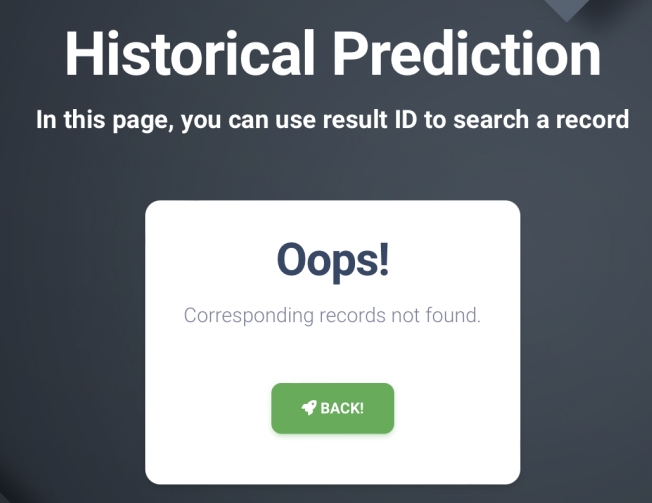 Historical Prediction
In this page, you can use result ID to search a record
Oops!
Corresponding records not found.
BACK!